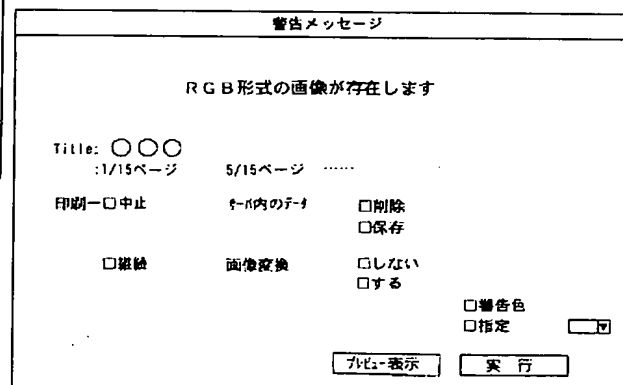 警告メッセージ
RGB形式の画像が存在します
Title: ○○○
:1/15ページ 5/15ページ ……
印刷ー□中止 サーバ内のデータ □削除
□保存
□継続 画像変換 □しない
□する
□警告色
□指定
プレビュー表示 実 行